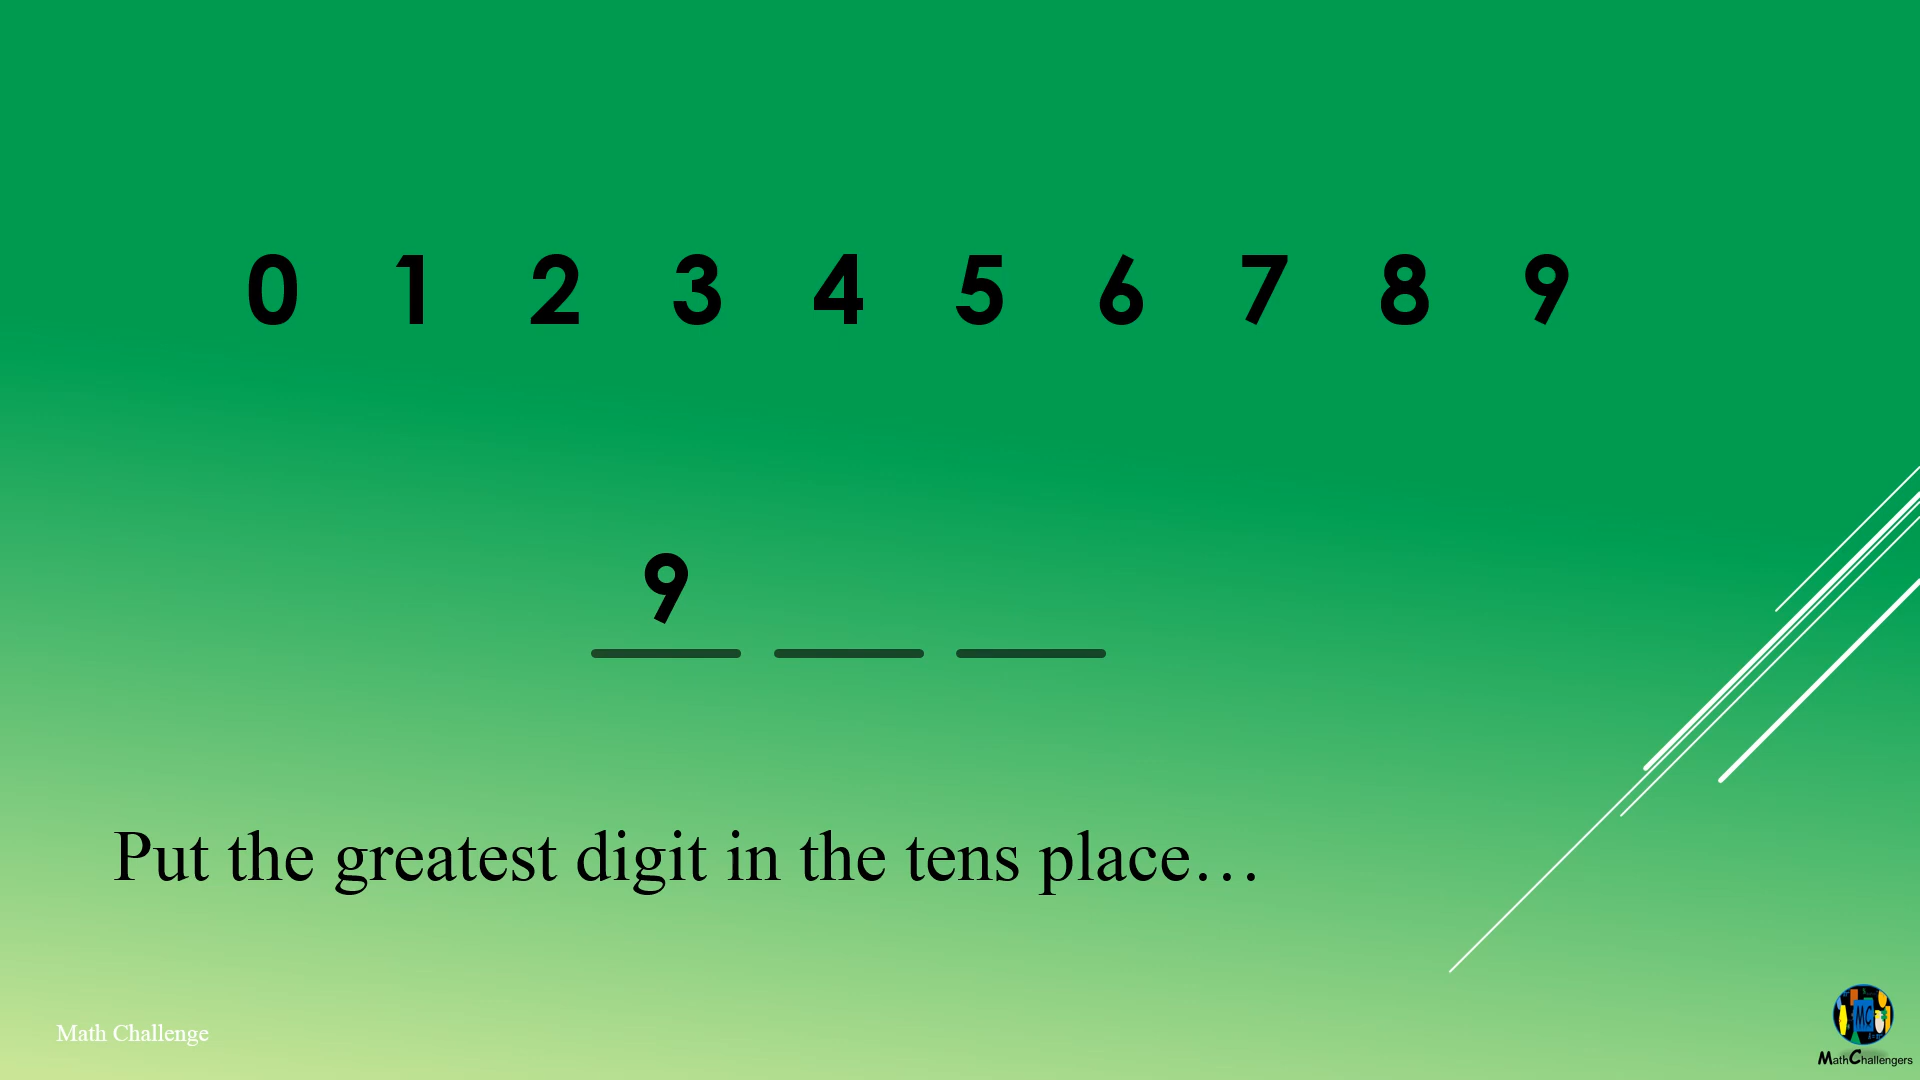 0 1 2 3 4 5 6 7 8 9
9
Put the greatest digit in the tens place…
Math Challenge
MC
MathChallengers